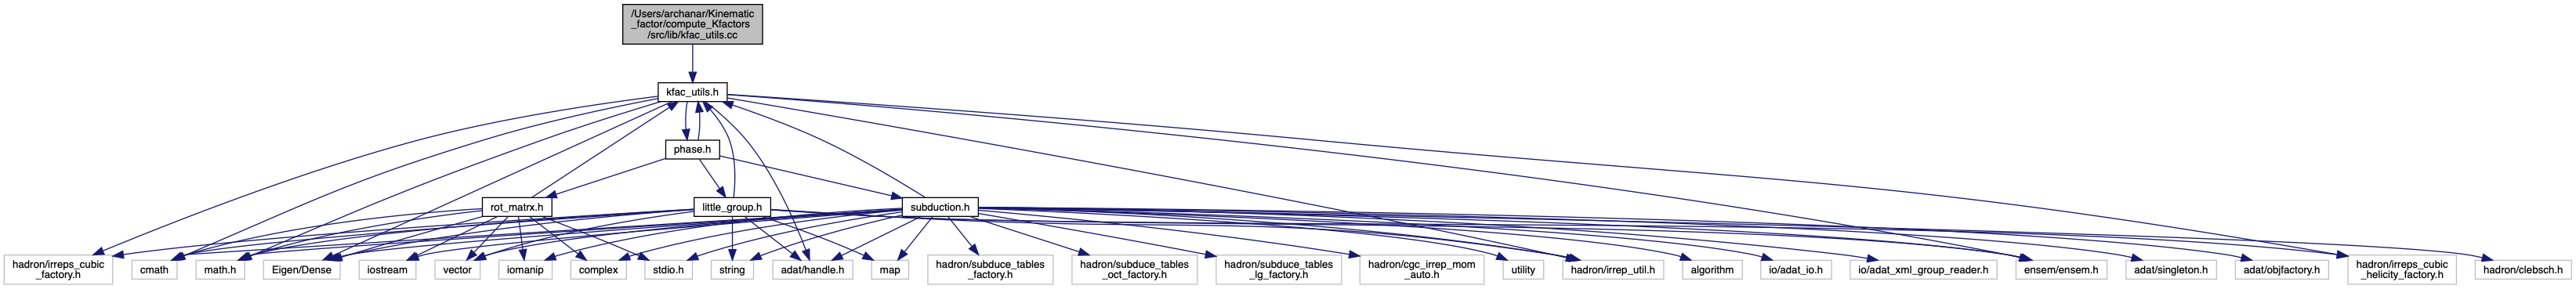 /Users/archanar/Kinematic
_factor/compute_Kfactors
/src/lib/kfac_utils.cc
kfac_utils.h
phase.h
rot_matrx.h
little_group.h
subduction.h
hadron/irreps_cubic
_factory.h
cmath
math.h
Eigen/Dense
iostream
vector
iomanip
complex
stdio.h
string
adat/handle.h
map
hadron/subduce_tables
_factory.h
hadron/subduce_tables
_oct_factory.h
hadron/subduce_tables
_lg_factory.h
hadron/cgc_irrep_mom
_auto.h
utility
hadron/irrep_util.h
algorithm
io/adat_io.h
io/adat_xml_group_reader.h
ensem/ensem.h
adat/singleton.h
adat/objfactory.h
hadron/irreps_cubic
_helicity_factory.h
hadron/clebsch.h